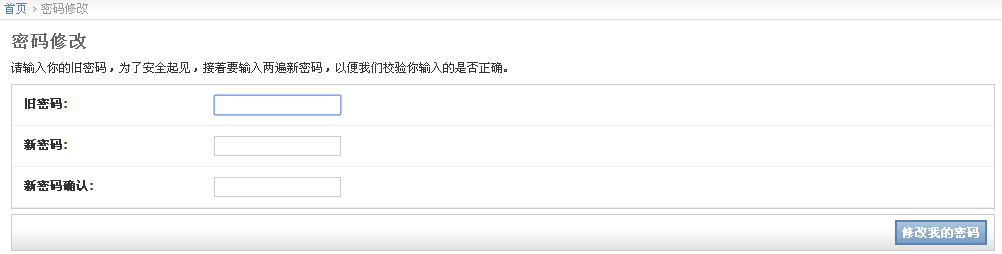 首页 › 密码修改
密码修改
请输入你的旧密码，为了安全起见，接着要输入两遍新密码，以便我们校验你输入的是否正确。
旧密码:
新密码:
新密码确认:
修改我的密码